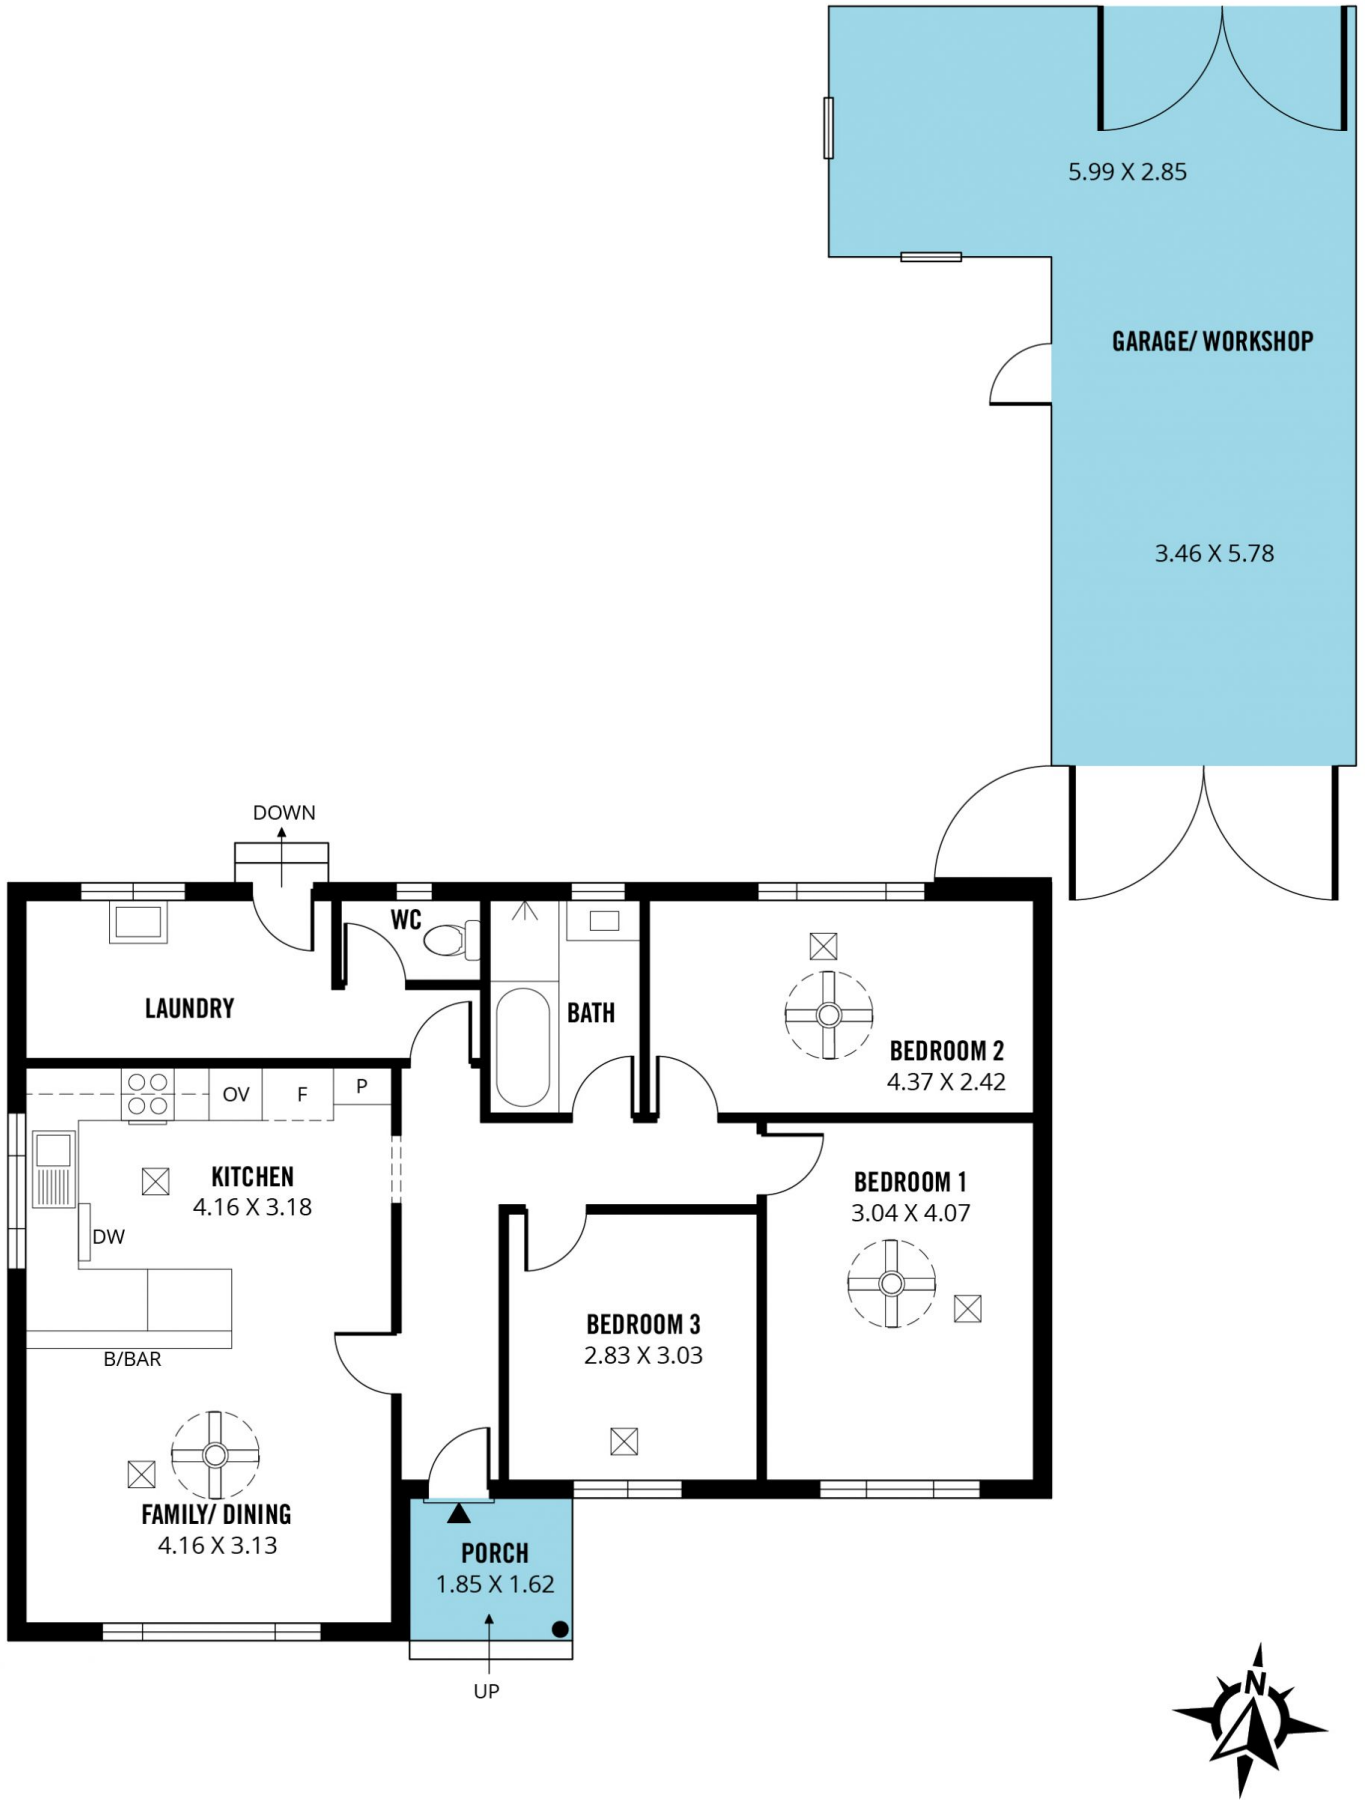 5.99 X 2.85
GARAGE/ WORKSHOP
3.46 X 5.78
DOWN
WC
LAUNDRY
BATH
BEDROOM 2
4.37 X 2.42
OV
F
P
KITCHEN
4.16 X 3.18
DW
BEDROOM 1
3.04 X 4.07
BEDROOM 3
2.83 X 3.03
B/BAR
FAMILY/ DINING
4.16 X 3.13
PORCH
1.85 X 1.62
UP
N